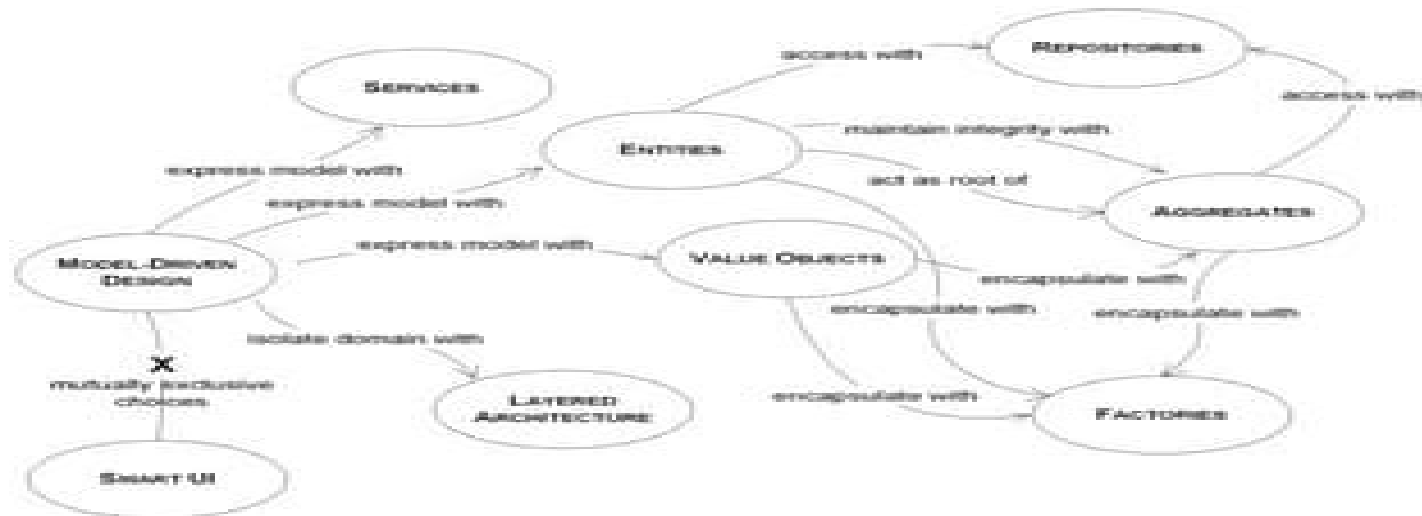 REPOSITORIES
access with
SERVICES
access with
maintain integrity with
ENTITIES
express model with
act as root of
express model with
AGGREGATES
express model with
VALUE OBJECTS
MODEL-DRIVEN
DESIGN
encapsulate with
encapsulate with
encapsulate with
isolate domain with
X
mutually exclusive
choices
LAYERED
ARCHITECTURE
encapsulate with
FACTORIES
SMART UI